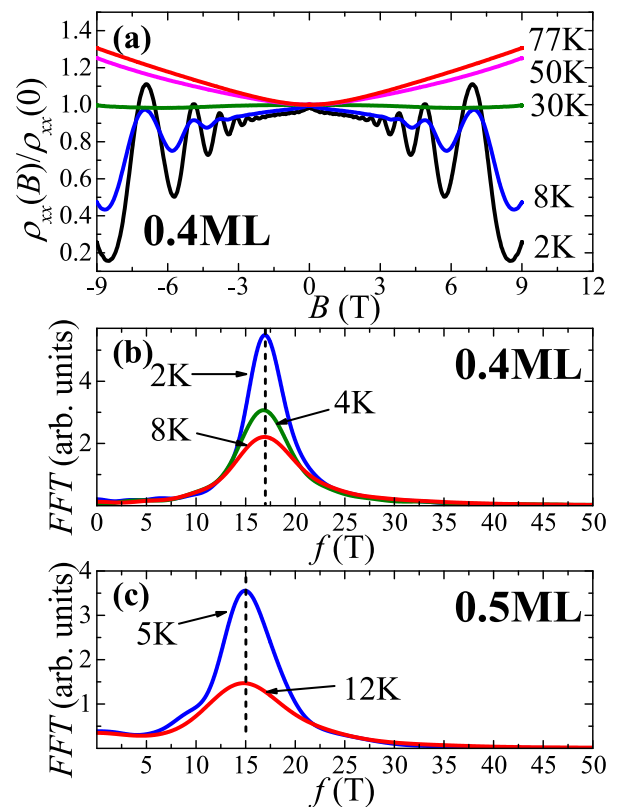 (a)
77K
50K
30K
8K
2K
0.4ML
ρxx(B)/ρxx(0)
1.4
1.2
1.0
0.8
0.6
0.4
0.2
-9 -6 -3 0 3 6 9 12
B (T)
(b)
0.4ML
2K
4K
8K
FFT (arb. units)
4
2
0 5 10 15 20 25 30 35 40 45 50
f (T)
(c)
0.5ML
5K
12K
FFT (arb. units)
4
3
2
1
0 5 10 15 20 25 30 35 40 45 50
f (T)